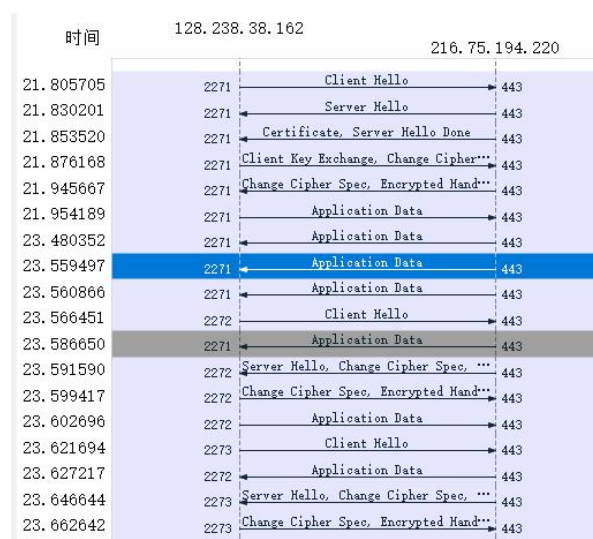 时间 128.238.38.162 216.75.194.220
21.805705 2271 Client Hello 443
21.830201 2271 Server Hello 443
21.853520 2271 Certificate, Server Hello Done 443
21.876168 2271 Client Key Exchange, Change Cipher… 443
21.945667 2271 Change Cipher Spec, Encrypted Hand… 443
21.954189 2271 Application Data 443
23.480352 2271 Application Data 443
23.559497 2271 Application Data 443
23.560866 2271 Application Data 443
23.566451 2272 Client Hello 443
23.586650 2271 Application Data 443
23.591590 2272 Server Hello, Change Cipher Spec, … 443
23.599417 2272 Change Cipher Spec, Encrypted Hand… 443
23.602696 2272 Application Data 443
23.621694 2273 Client Hello 443
23.627217 2272 Application Data 443
23.646644 2273 Server Hello, Change Cipher Spec, … 443
23.662642 2273 Change Cipher Spec, Encrypted Hand… 443